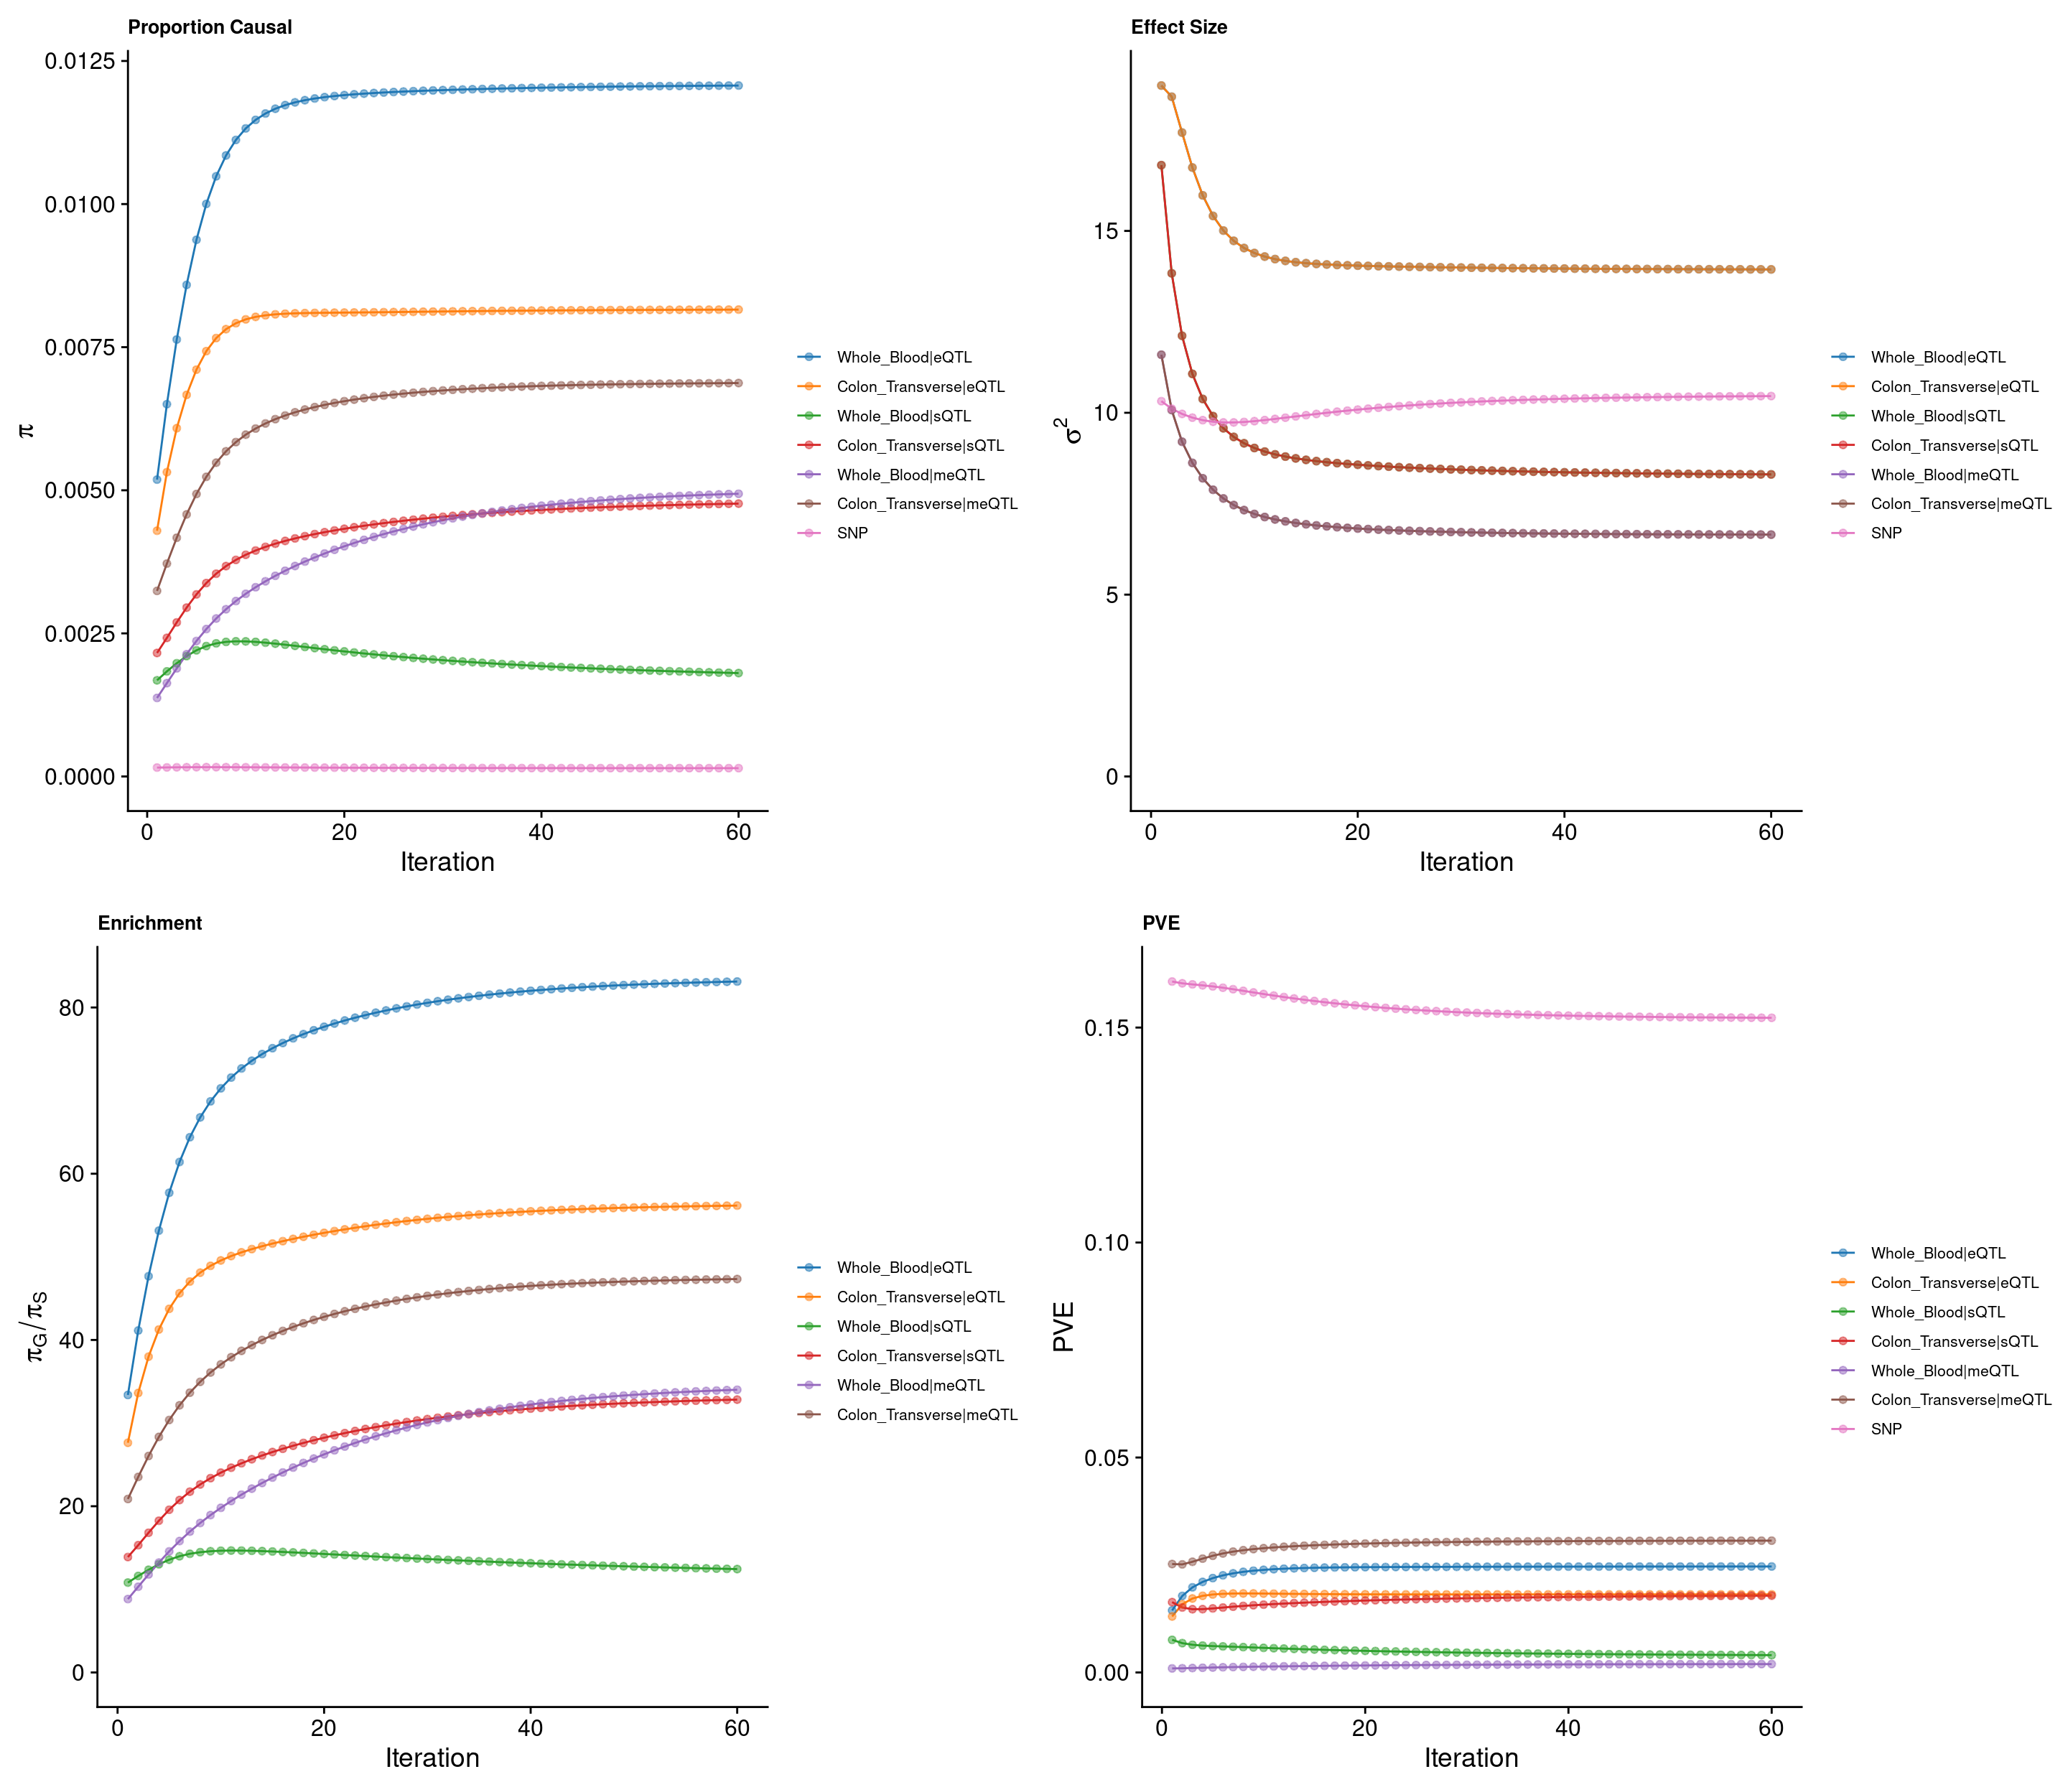 Proportion Causal
π
0.0125
0.0100
0.0075
0.0050
0.0025
0.0000
0 20 40 60
Iteration
Whole_Blood|eQTL
Colon_Transverse|eQTL
Whole_Blood|sQTL
Colon_Transverse|sQTL
Whole_Blood|meQTL
Colon_Transverse|meQTL
SNP
Effect Size
σ²
15
10
5
0
0 20 40 60
Iteration
Whole_Blood|eQTL
Colon_Transverse|eQTL
Whole_Blood|sQTL
Colon_Transverse|sQTL
Whole_Blood|meQTL
Colon_Transverse|meQTL
SNP
Enrichment
π_G/π_S
80
60
40
20
0
0 20 40 60
Iteration
Whole_Blood|eQTL
Colon_Transverse|eQTL
Whole_Blood|sQTL
Colon_Transverse|sQTL
Whole_Blood|meQTL
Colon_Transverse|meQTL
PVE
PVE
0.15
0.10
0.05
0.00
0 20 40 60
Iteration
Whole_Blood|eQTL
Colon_Transverse|eQTL
Whole_Blood|sQTL
Colon_Transverse|sQTL
Whole_Blood|meQTL
Colon_Transverse|meQTL
SNP